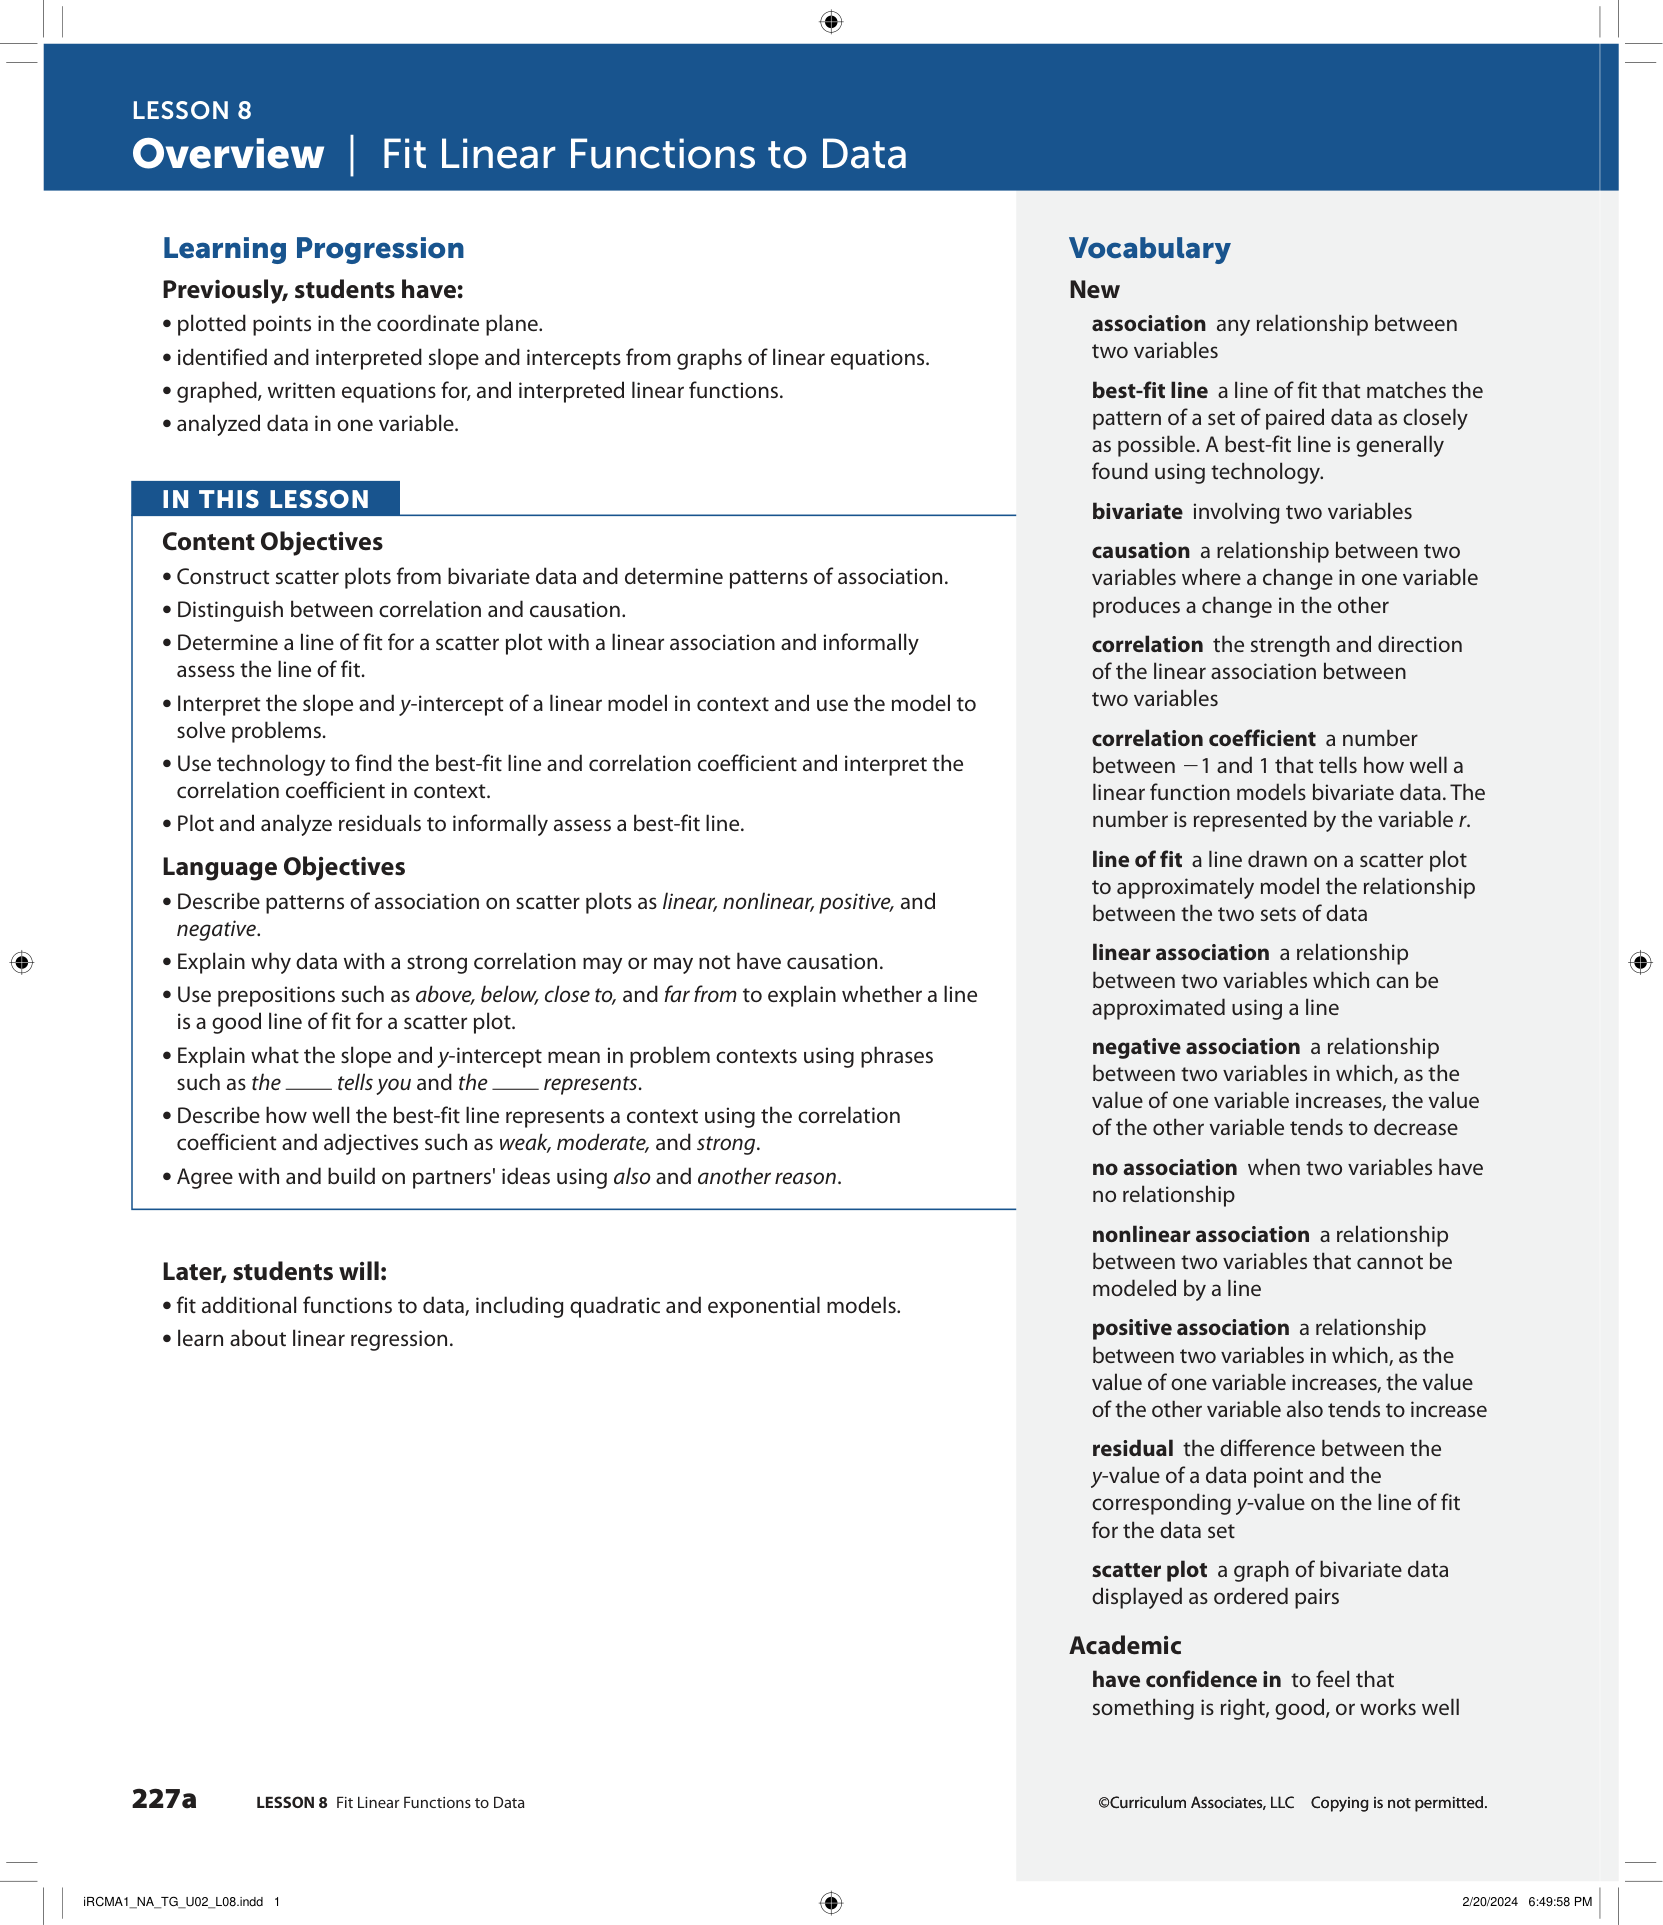 LESSON 8
Overview | Fit Linear Functions to Data
Learning Progression
Previously, students have:
• plotted points in the coordinate plane.
• identified and interpreted slope and intercepts from graphs of linear equations.
• graphed, written equations for, and interpreted linear functions.
• analyzed data in one variable.
IN THIS LESSON
Content Objectives
• Construct scatter plots from bivariate data and determine patterns of association.
• Distinguish between correlation and causation.
• Determine a line of fit for a scatter plot with a linear association and informally
assess the line of fit.
• Interpret the slope and y-intercept of a linear model in context and use the model to
solve problems.
• Use technology to find the best-fit line and correlation coefficient and interpret the
correlation coefficient in context.
• Plot and analyze residuals to informally assess a best-fit line.
Language Objectives
• Describe patterns of association on scatter plots as linear, nonlinear, positive, and
negative.
• Explain why data with a strong correlation may or may not have causation.
• Use prepositions such as above, below, close to, and far from to explain whether a line
is a good line of fit for a scatter plot.
• Explain what the slope and y-intercept mean in problem contexts using phrases
such as the ____ tells you and the ____ represents.
• Describe how well the best-fit line represents a context using the correlation
coefficient and adjectives such as weak, moderate, and strong.
• Agree with and build on partners' ideas using also and another reason.
Later, students will:
• fit additional functions to data, including quadratic and exponential models.
• learn about linear regression.
Vocabulary
New
association any relationship between
two variables
best-fit line a line of fit that matches the
pattern of a set of paired data as closely
as possible. A best-fit line is generally
found using technology.
bivariate involving two variables
causation a relationship between two
variables where a change in one variable
produces a change in the other
correlation the strength and direction
of the linear association between
two variables
correlation coefficient a number
between −1 and 1 that tells how well a
linear function models bivariate data. The
number is represented by the variable r.
line of fit a line drawn on a scatter plot
to approximately model the relationship
between the two sets of data
linear association a relationship
between two variables which can be
approximated using a line
negative association a relationship
between two variables in which, as the
value of one variable increases, the value
of the other variable tends to decrease
no association when two variables have
no relationship
nonlinear association a relationship
between two variables that cannot be
modeled by a line
positive association a relationship
between two variables in which, as the
value of one variable increases, the value
of the other variable also tends to increase
residual the difference between the
y-value of a data point and the
corresponding y-value on the line of fit
for the data set
scatter plot a graph of bivariate data
displayed as ordered pairs
Academic
have confidence in to feel that
something is right, good, or works well
227a LESSON 8 Fit Linear Functions to Data
©Curriculum Associates, LLC Copying is not permitted.
iRCMA1_NA_TG_U02_L08.indd 1
2/20/2024 6:49:58 PM